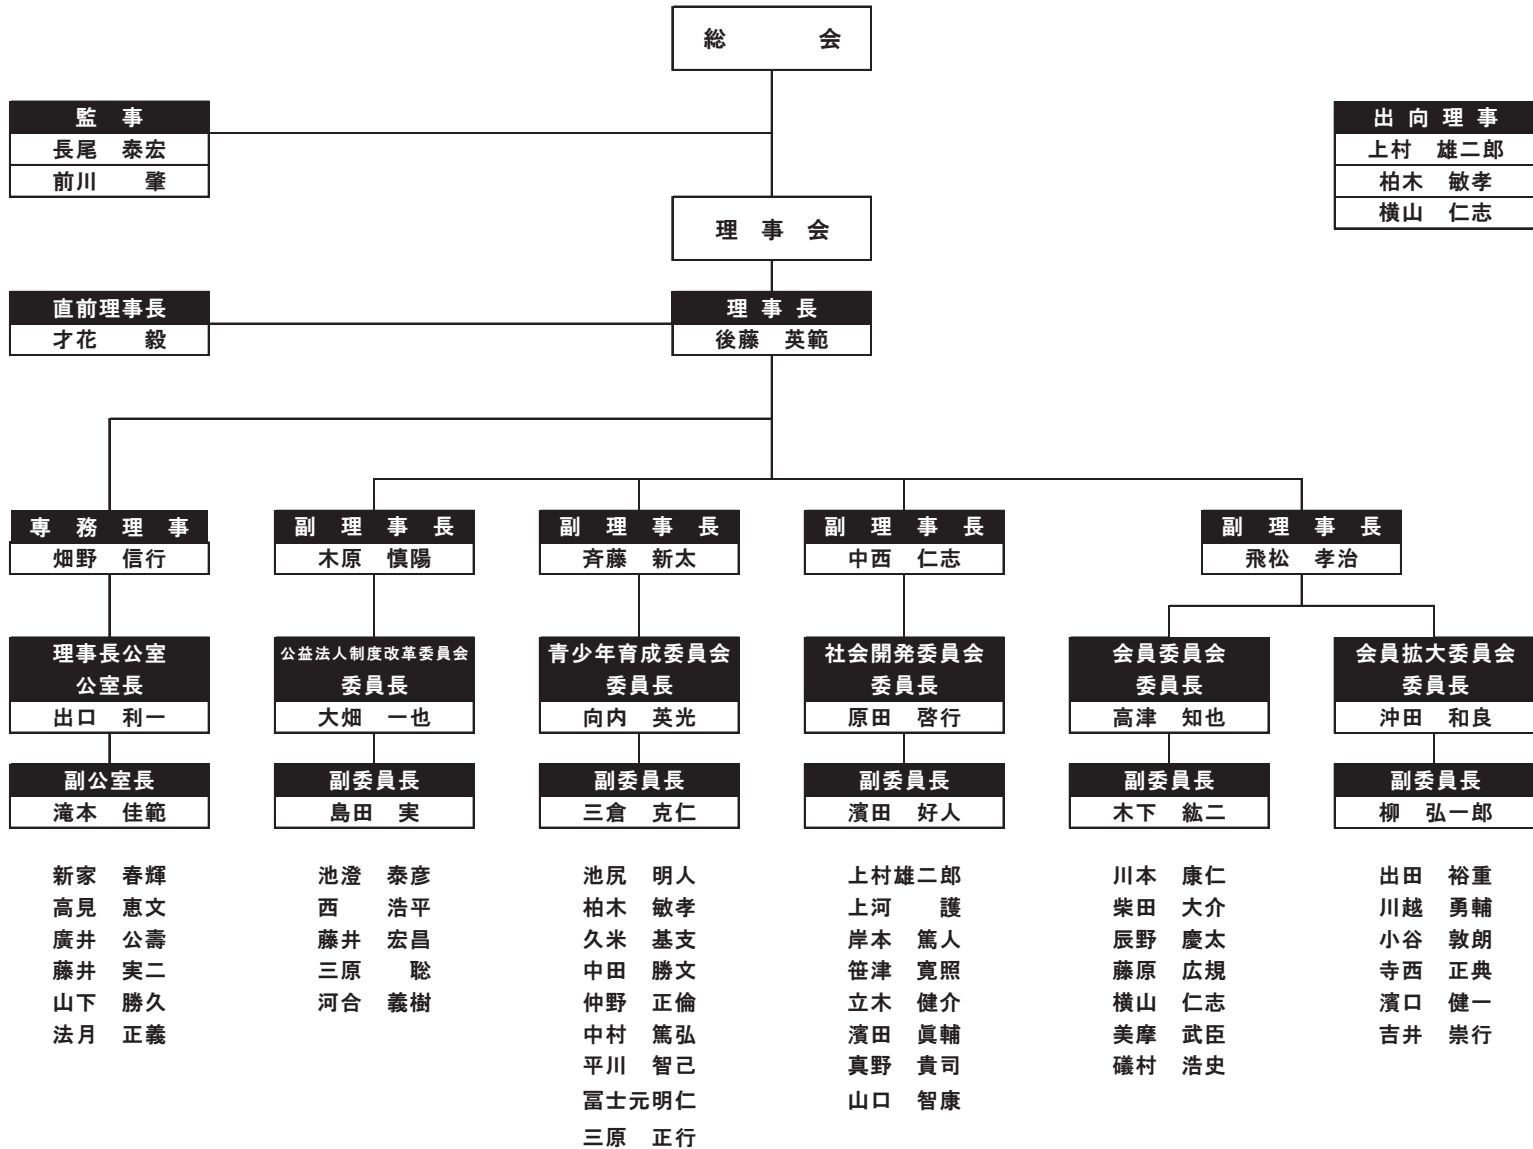 総　会
監　事
長尾　泰宏
前川　肇
出 向 理 事
上村　雄二郎
柏木　敏孝
横山　仁志
理　事　会
直前理事長
才花　毅
理 事 長
後藤　英範
専　務　理　事
畑野　信行
理事長公室
公室長
出口　利一
副公室長
滝本　佳範
新家　春輝
高見　恵文
廣井　公壽
藤井　実二
山下　勝久
法月　正義
副　理　事　長
木原　慎陽
公益法人制度改革委員会
委員長
大畑　一也
副委員長
島田　実
池澄　泰彦
西　浩平
藤井　宏昌
三原　聡
河合　義樹
副　理　事　長
斉藤　新太
青少年育成委員会
委員長
向内　英光
副委員長
三倉　克仁
池尻　明人
柏木　敏孝
久米　基支
中田　勝文
仲野　正倫
中村　篤弘
平川　智己
冨士元明仁
三原　正行
副　理　事　長
中西　仁志
社会開発委員会
委員長
原田　啓行
副委員長
濱田　好人
上村雄二郎
上河　護
岸本　篤人
笹津　寛照
立木　健介
濱田　眞輔
真野　貴司
山口　智康
副　理　事　長
飛松　孝治
会員委員会
委員長
高津　知也
副委員長
木下　紘二
川本　康仁
柴田　大介
辰野　慶太
藤原　広規
横山　仁志
美摩　武臣
礒村　浩史
会員拡大委員会
委員長
沖田　和良
副委員長
柳　弘一郎
出田　裕重
川越　勇輔
小谷　敦朗
寺西　正典
濱口　健一
吉井　崇行